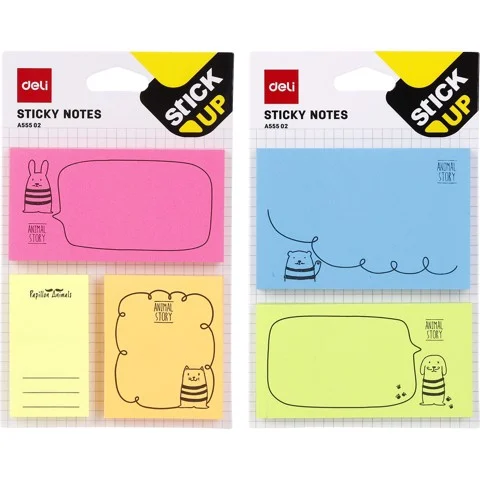 deli
STICK UP
STICKY NOTES
A555 02
ANIMAL
STORY
Papillon Animals
ANIMAL
STORY
deli
STICK UP
STICKY NOTES
A555 02
ANIMAL
STORY
ANIMAL
STORY